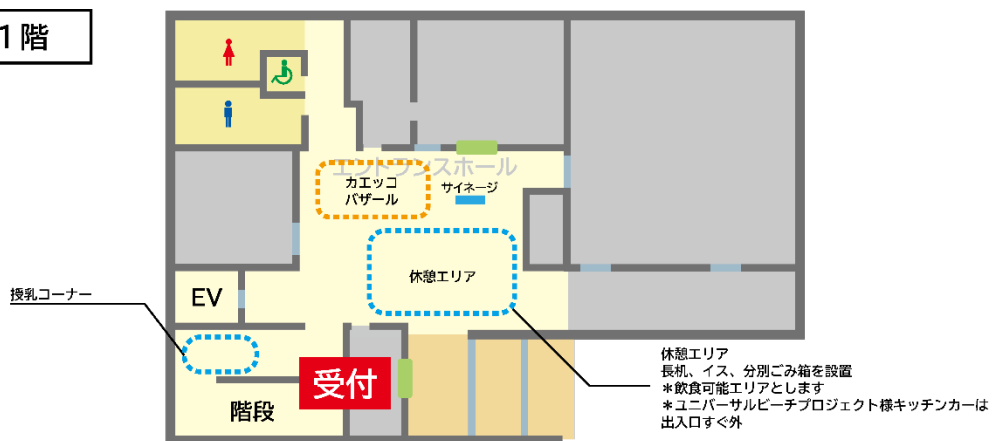 1階
エントランスホール
カエッコ
バザール
サイネージ
休憩エリア
授乳コーナー
EV
受付
階段
休憩エリア
長机、イス、分別ごみ箱を設置
＊飲食可能エリアとします
＊ユニバーサルビーチプロジェクト様キッチンカーは
出入口すぐ外